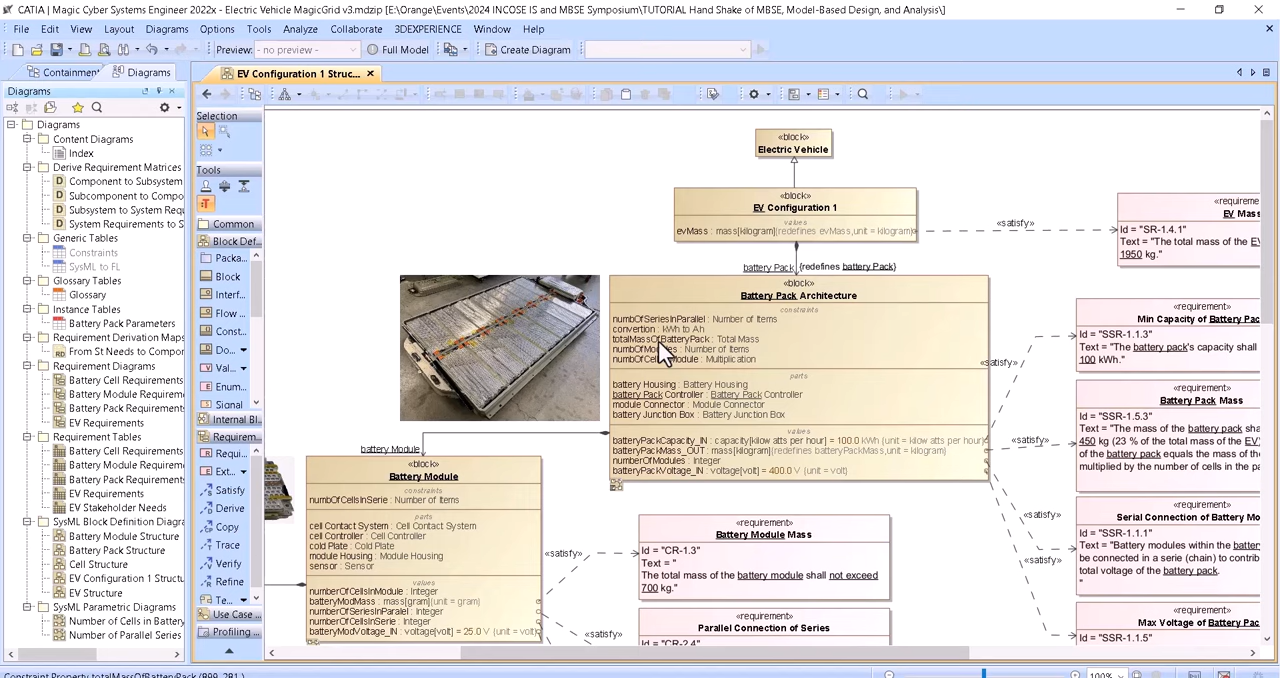 CATIA | Magic Cyber Systems Engineer 2022x - Electric Vehicle MagicGrid v3.mdzip [E:\Orange\Events\2024 INCOSE IS and MBSE Symposium\TUTORIAL Hand Shake of MBSE, Model-Based Design, and Analysis\]
File Edit View Layout Diagrams Options Tools Analyze Collaborate 3DEXPERIENCE Window Help
Preview: - no preview - Full Model Create Diagram
Containment Diagrams EV Configuration 1 Struc...
Diagrams
Diagrams
Content Diagrams
Index
Derive Requirement Matrices
Component to Subsystem
Subcomponent to Compo
Subsystem to System Requ
System Requirements to S
Generic Tables
Constraints
SysML to FL
Glossary Tables
Glossary
Instance Tables
Battery Pack Parameters
Requirement Derivation Maps
From St Needs to Compo
Requirement Diagrams
Battery Cell Requirements
Battery Module Requirem
Battery Pack Requirements
EV Requirements
Requirement Tables
Battery Cell Requirements
Battery Module Requirem
Battery Pack Requirements
EV Requirements
EV Stakeholder Needs
SysML Block Definition Diagra
Battery Module Structure
Battery Pack Structure
Cell Structure
EV Configuration 1 Structu
EV Structure
SysML Parametric Diagrams
Number of Cells in Battery
Number of Parallel Series
Selection
Tools
Common
Block Def...
Packa...
Block
Interf...
Flow ...
Const...
Do...
Val...
Enum...
Signal
Internal Bl...
Requirem...
Requi...
Ext...
Satisfy
Derive
Copy
Trace
Verify
Refine
Te...
Use Case ...
Profiling ...
«block»
Electric Vehicle
«block»
EV Configuration 1
values
evMass : mass[kilogram](redefines evMass,unit = kilogram)
«satisfy»
battery Pack {redefines battery Pack}
«block»
Battery Pack Architecture
constraints
numbOfSeriesInParallel : Number of Items
convertion : kWh to Ah
totalMassOfBatteryPack : Total Mass
: Number of Items
: Multiplication
parts
battery Housing : Battery Housing
battery Pack Controller : Battery Pack Controller
module Connector : Module Connector
battery Junction Box : Battery Junction Box
values
batteryPackCapacity_IN : capacity[kilow atts per hour] = 100.0 kWh (unit = kilow atts per hour)
batteryPackMass_OUT : mass[kilogram](redefines batteryPackMass,unit = kilogram)
numberOfModules : Integer
batteryPackVoltage_IN : voltage[volt] = 400.0 V (unit = volt)
battery Module
«block»
Battery Module
constraints
numbOfCellsInSerie : Number of Items
parts
cell Contact System : Cell Contact System
cell Controller : Cell Controller
cold Plate : Cold Plate
module Housing : Module Housing
sensor : Sensor
values
numberOfCellsInModule : Integer
batteryModMass : mass[gram](unit = gram)
nurberOfSeriesInParalel : Integer
nurmberOfCellsInSerie : Integer
batteryModVoltage_IN : voltage[volt] = 25.0 V (unit = volt)
«satisfy»
«satisfy»
«requirement»
Battery Module Mass
Id = "CR-1.3"
Text = "
The total mass of the battery module shall not exceed
700 kg."
«requirement»
Parallel Connection of Series
Id = "CR-2.4"
«requireme
EV Mass
Id = "SR-1.4.1"
Text = "The total mass of the EV
1950 kg."
«satisfy»
«requirement»
Min Capacity of Battery Pac
Id = "SSR-1.1.3"
Text = "The battery pack's capacity shall
100 kWh."
«satisfy»
«requirement»
Battery Pack Mass
Id = "SSR-1.5.3"
Text = "The mass of the battery pack sha
450 kg (23 % of the total mass of the EV
of the battery pack equals the mass of the
multiplied by the number of cells in the pa
«satisfy»
«requirement»
Serial Connection of Battery Mo
Id = "SSR-1.1.1"
Text = "Battery modules within the battery
be connected in a serie (chain) to contrib
total voltage of the battery pack.
"
«satisfy»
«requirement»
Max Voltage of Battery Pac
Id = "SSR-1.1.5"
Constraint Property totalMassOfBatteryPack (899, 281 )
100%